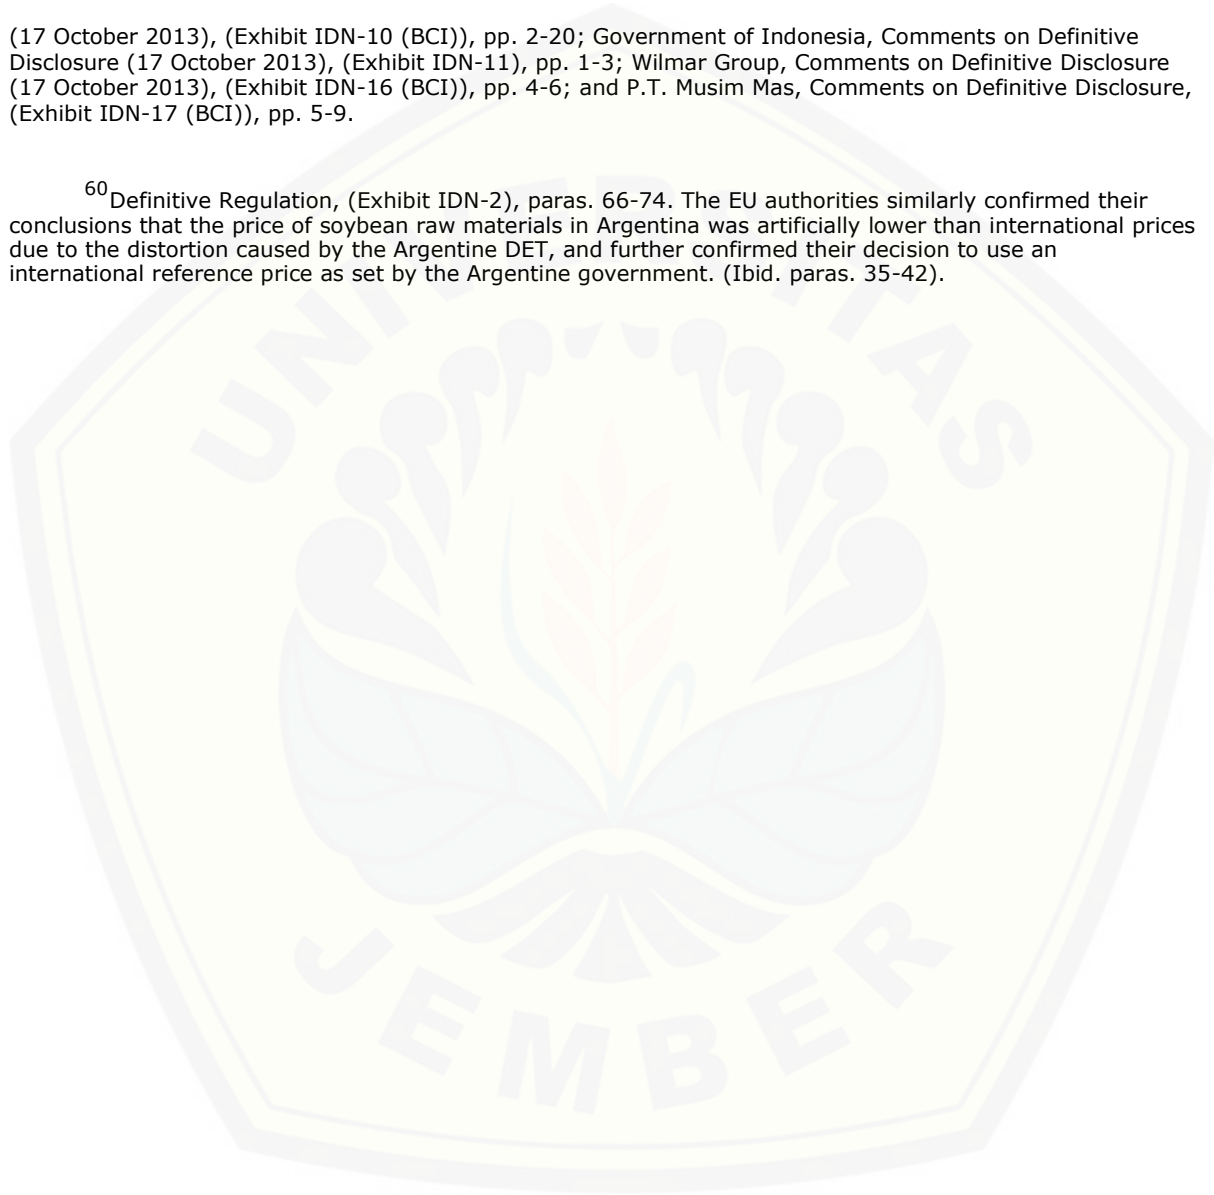 (17 October 2013), (Exhibit IDN-10 (BCI)), pp. 2-20; Government of Indonesia, Comments on Definitive
Disclosure (17 October 2013), (Exhibit IDN-11), pp. 1-3; Wilmar Group, Comments on Definitive Disclosure
(17 October 2013), (Exhibit IDN-16 (BCI)), pp. 4-6; and P.T. Musim Mas, Comments on Definitive Disclosure,
(Exhibit IDN-17 (BCI)), pp. 5-9.
60 Definitive Regulation, (Exhibit IDN-2), paras. 66-74. The EU authorities similarly confirmed their
conclusions that the price of soybean raw materials in Argentina was artificially lower than international prices
due to the distortion caused by the Argentine DET, and further confirmed their decision to use an
international reference price as set by the Argentine government. (Ibid. paras. 35-42).
UNIVERSITAS
JEMBER